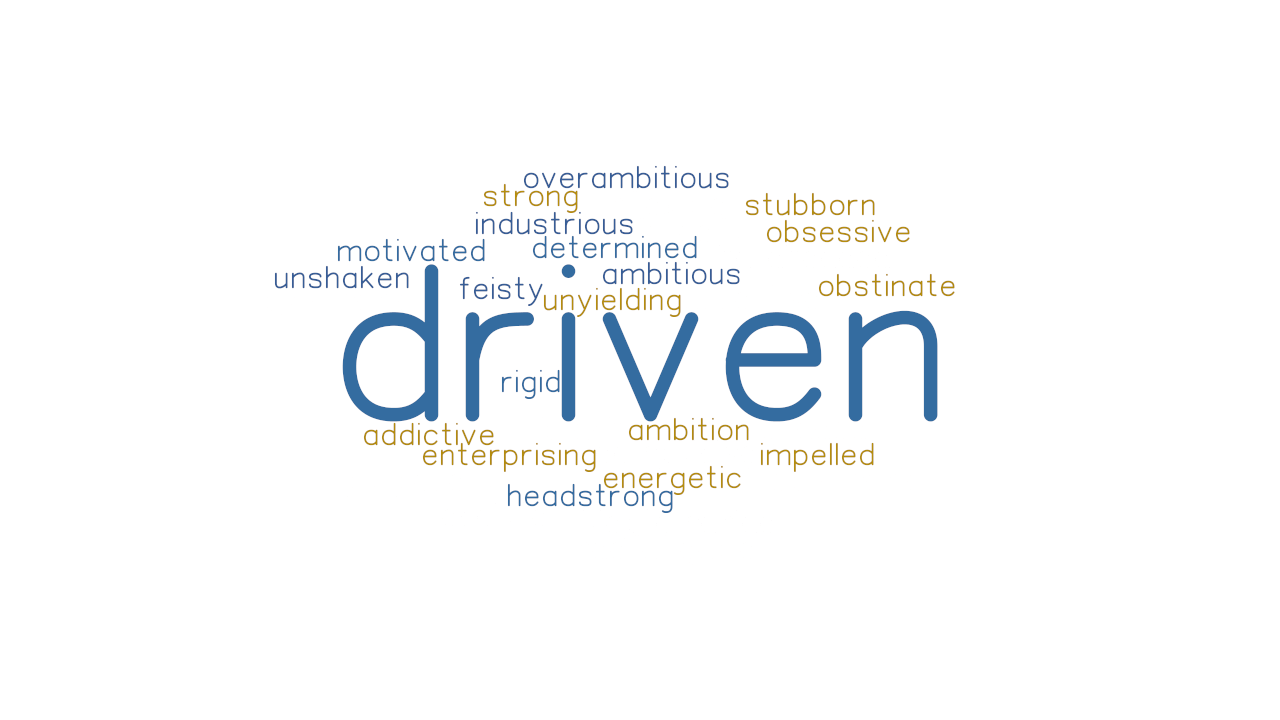 overambitious
strong
stubborn
industrious
obsessive
motivated
determined
unshaken
ambitious
feisty
obstinate
unyielding
driven
rigid
ambition
addictive
enterprising
impelled
energetic
headstrong